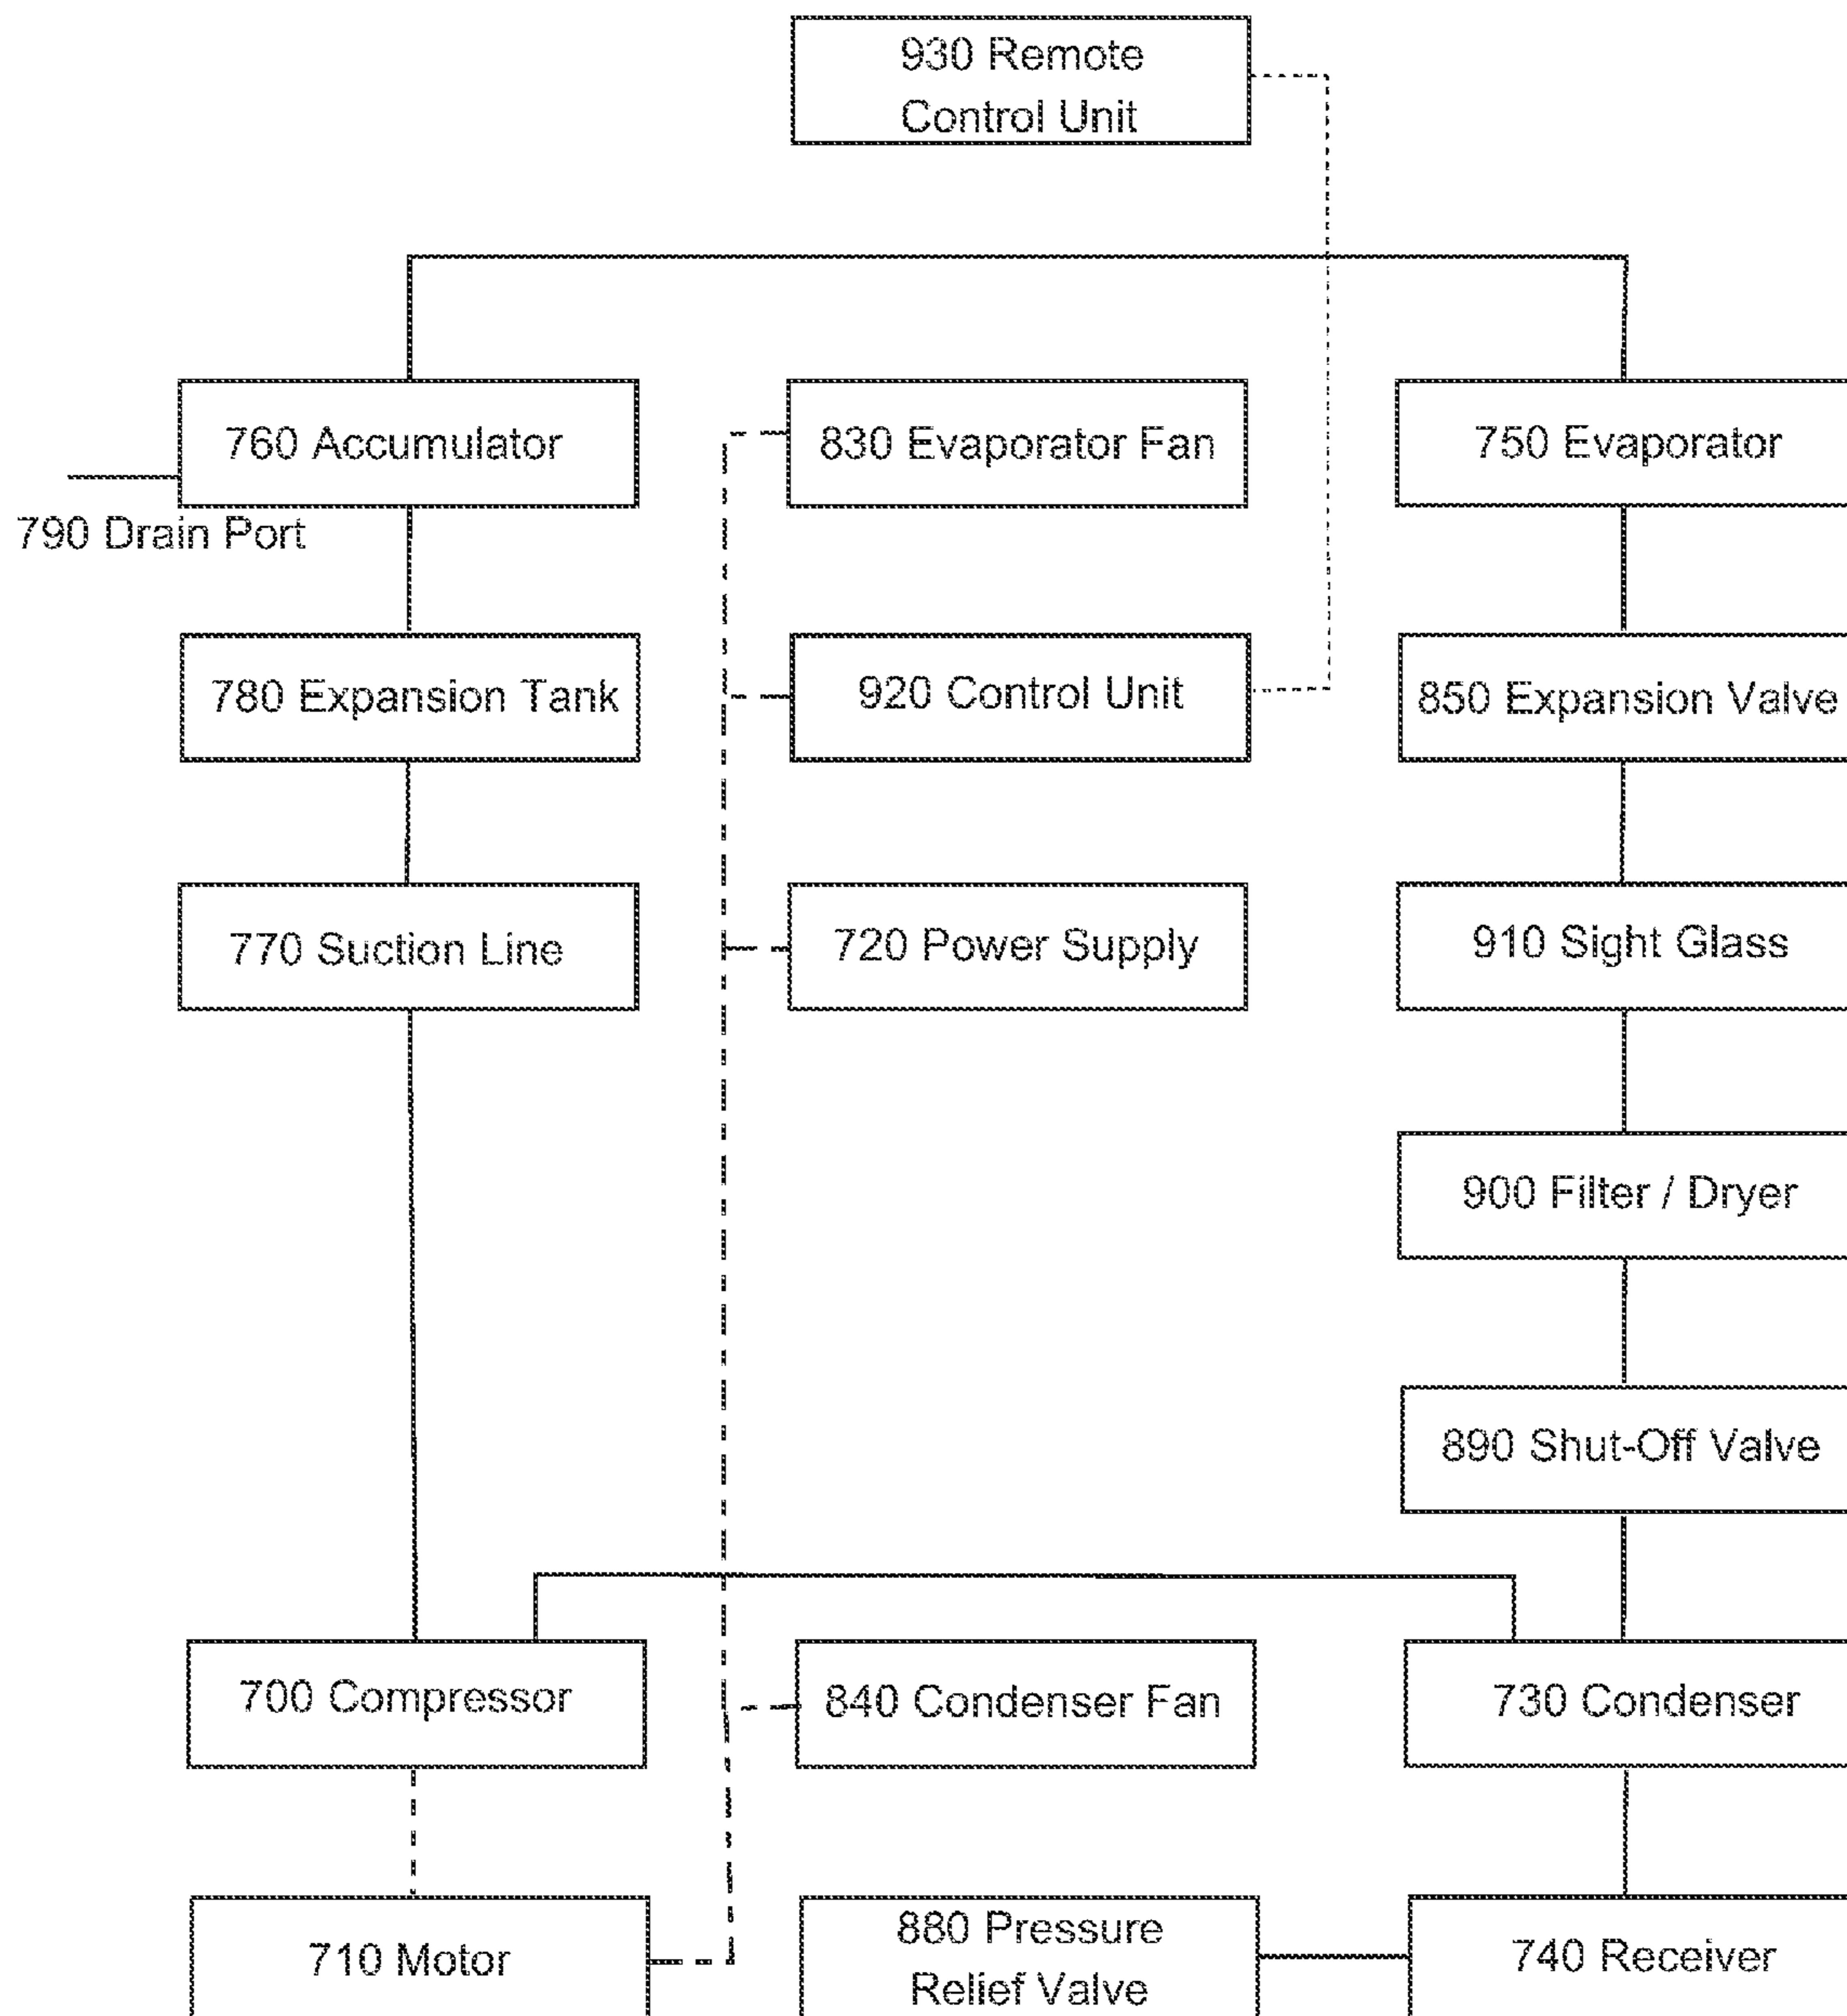 930 Remote
Control Unit
760 Accumulator
830 Evaporator Fan
750 Evaporator
790 Drain Port
780 Expansion Tank
920 Control Unit
850 Expansion Valve
770 Suction Line
720 Power Supply
910 Sight Glass
900 Filter / Dryer
890 Shut-Off Valve
700 Compressor
840 Condenser Fan
730 Condenser
710 Motor
880 Pressure
Relief Valve
740 Receiver